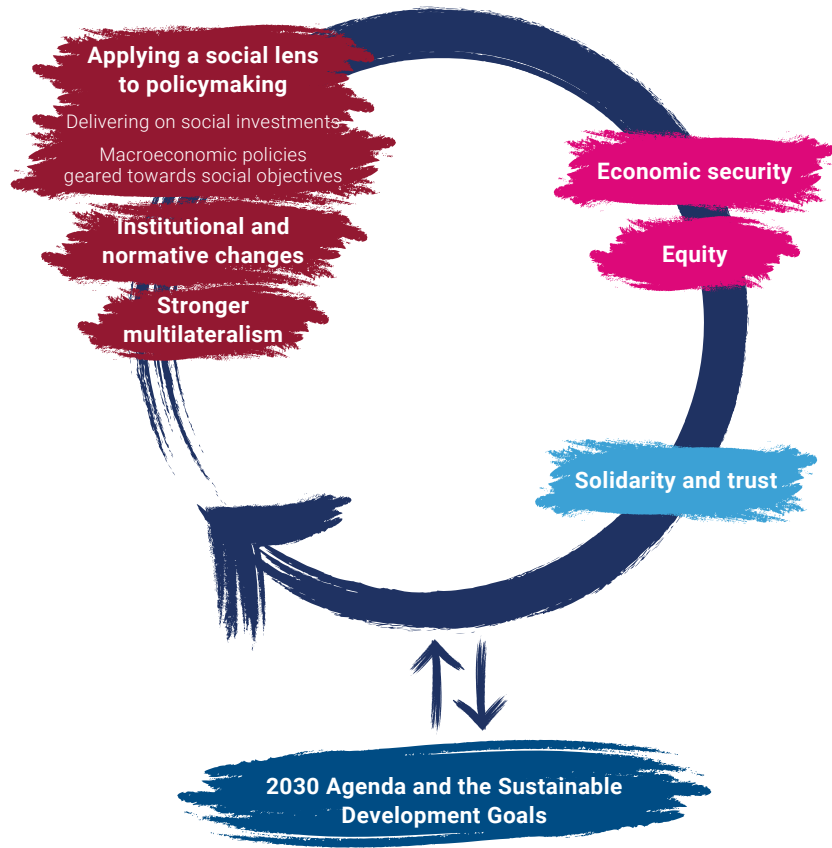 Applying a social lens
to policymaking
Delivering on social investments
Macroeconomic policies
geared towards social objectives
Institutional and
normative changes
Stronger
multilateralism
Economic security
Equity
Solidarity and trust
2030 Agenda and the Sustainable
Development Goals